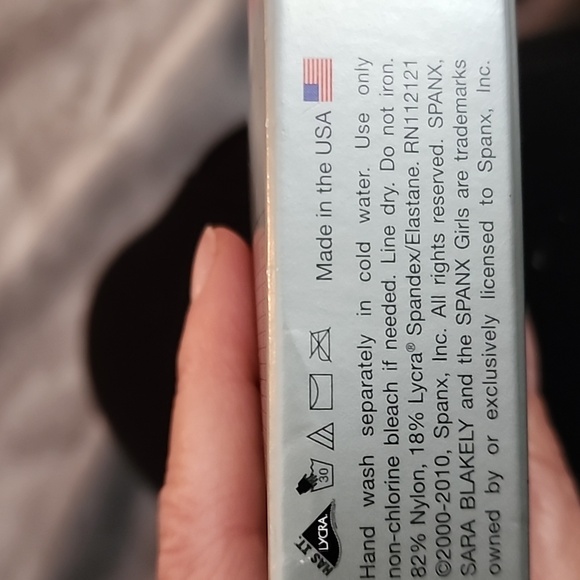 Made in the USA
HAS IT.
LYCRA.
30
Hand wash separately in cold water. Use only
non-chlorine bleach if needed. Line dry. Do not iron.
82% Nylon, 18% Lycra® Spandex/Elastane. RN112121
©2000-2010, Spanx, Inc. All rights reserved. SPANX,
SARA BLAKELY and the SPANX Girls are trademarks
owned by or exclusively licensed to Spanx, Inc.